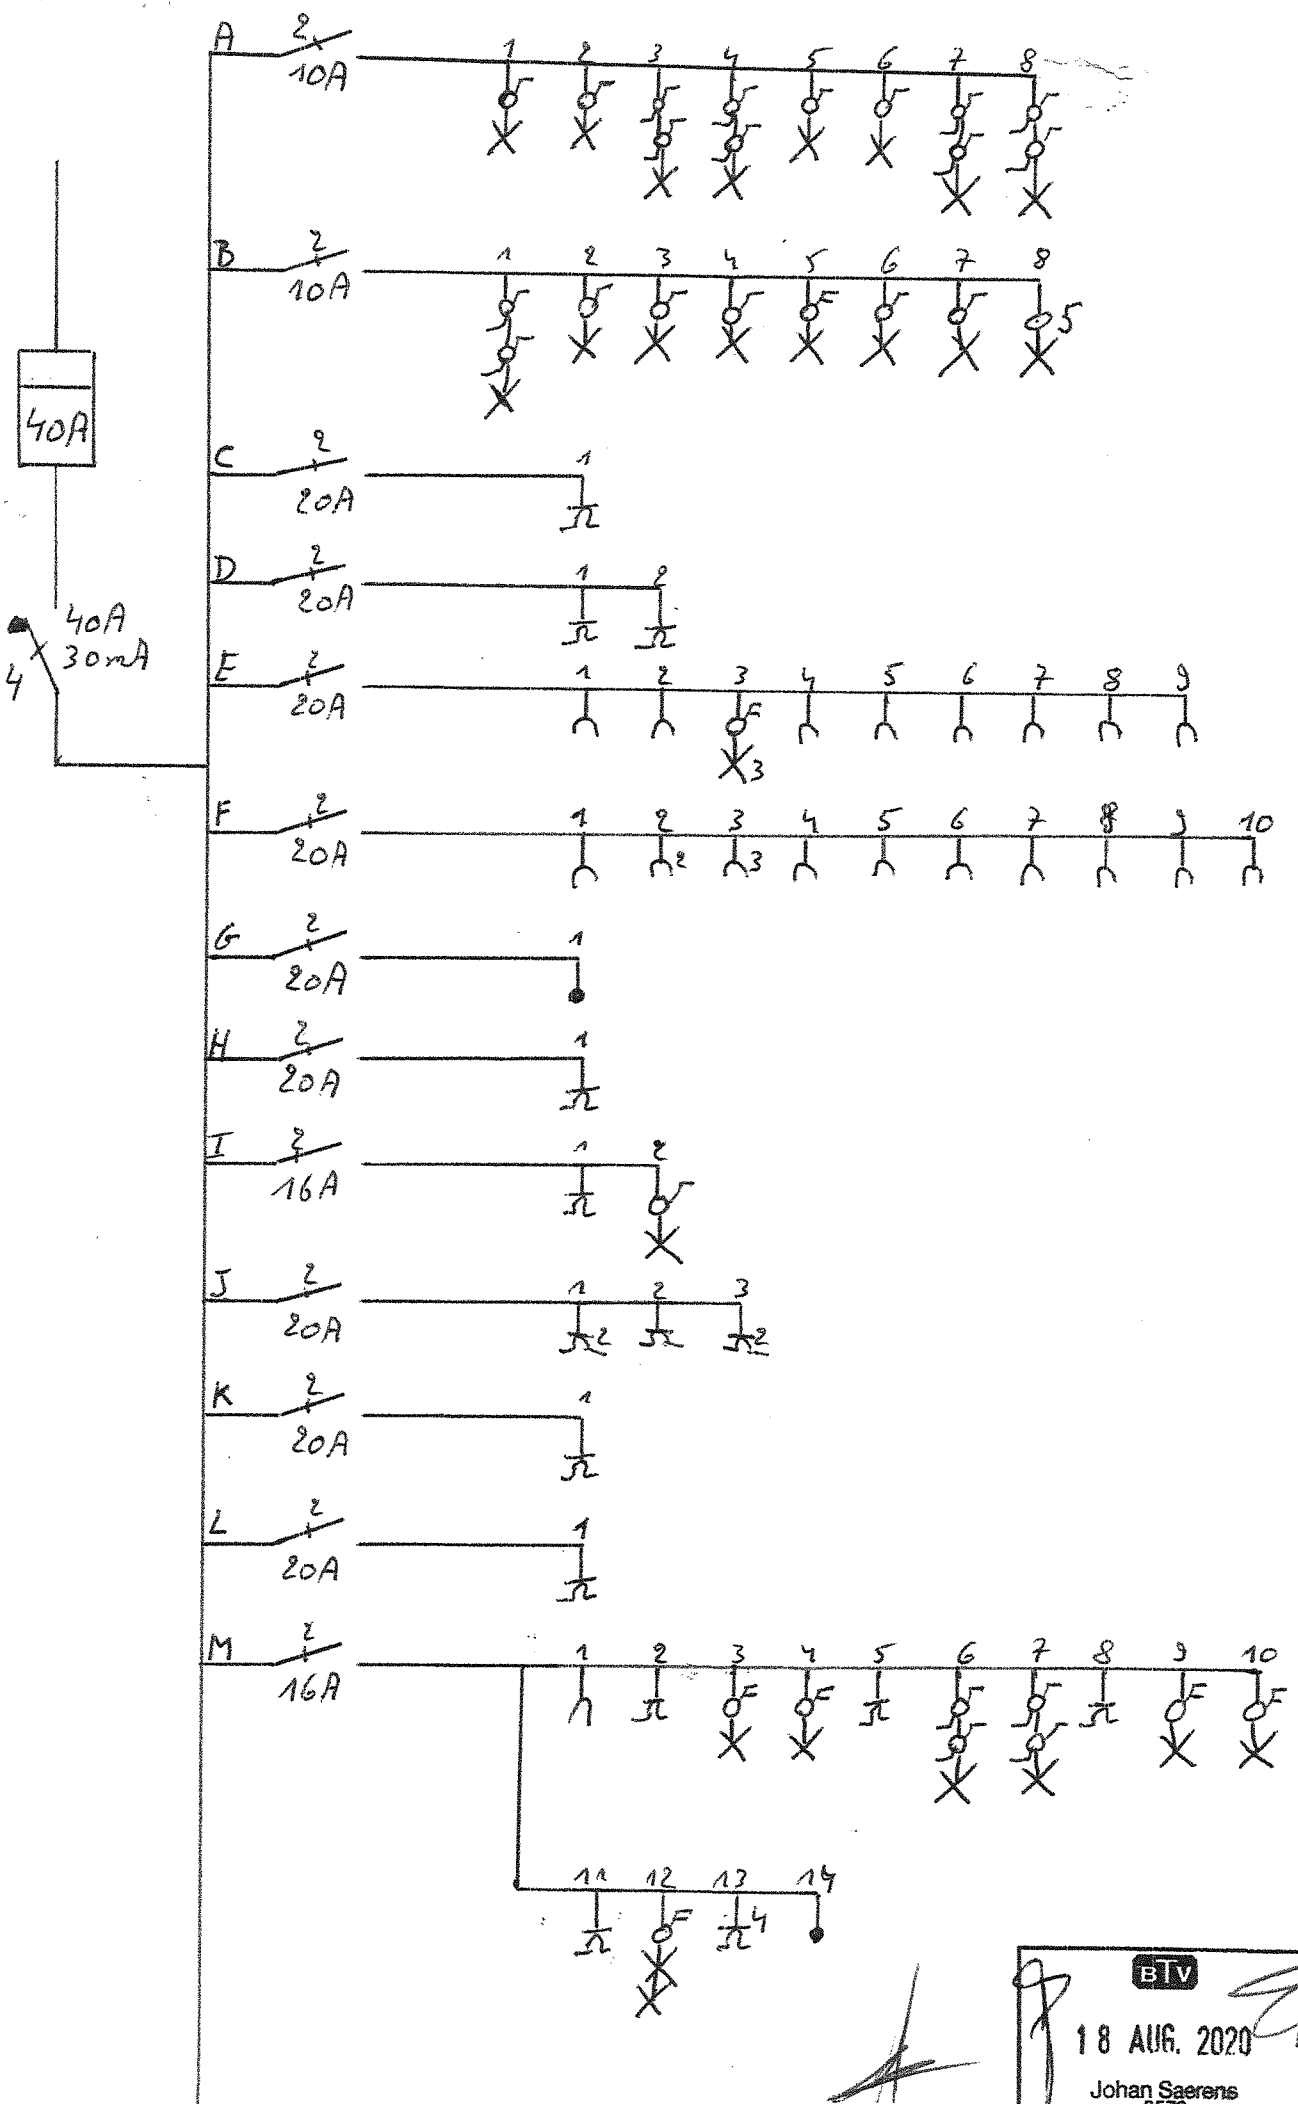 A 2 10A 1 2 3 4 5 6 7 8
B 2 10A 1 2 3 4 5 6 7 8
5
40A
C 2 20A 1
D 2 20A 1 2
40A
30mA
4
E 2 20A 1 2 3 4 5 6 7 8 9
3
F 2 20A 1 2 3 4 5 6 7 8 9 10
2 3
G 2 20A 1
H 2 20A 1
I 2 16A 1 2
J 2 20A 1 2 3
2 2
K 2 20A 1
L 2 20A 1
M 2 16A 1 2 3 4 5 6 7 8 9 10
11 12 13 14
4
BTV
18 AUG. 2020
Johan Saerens